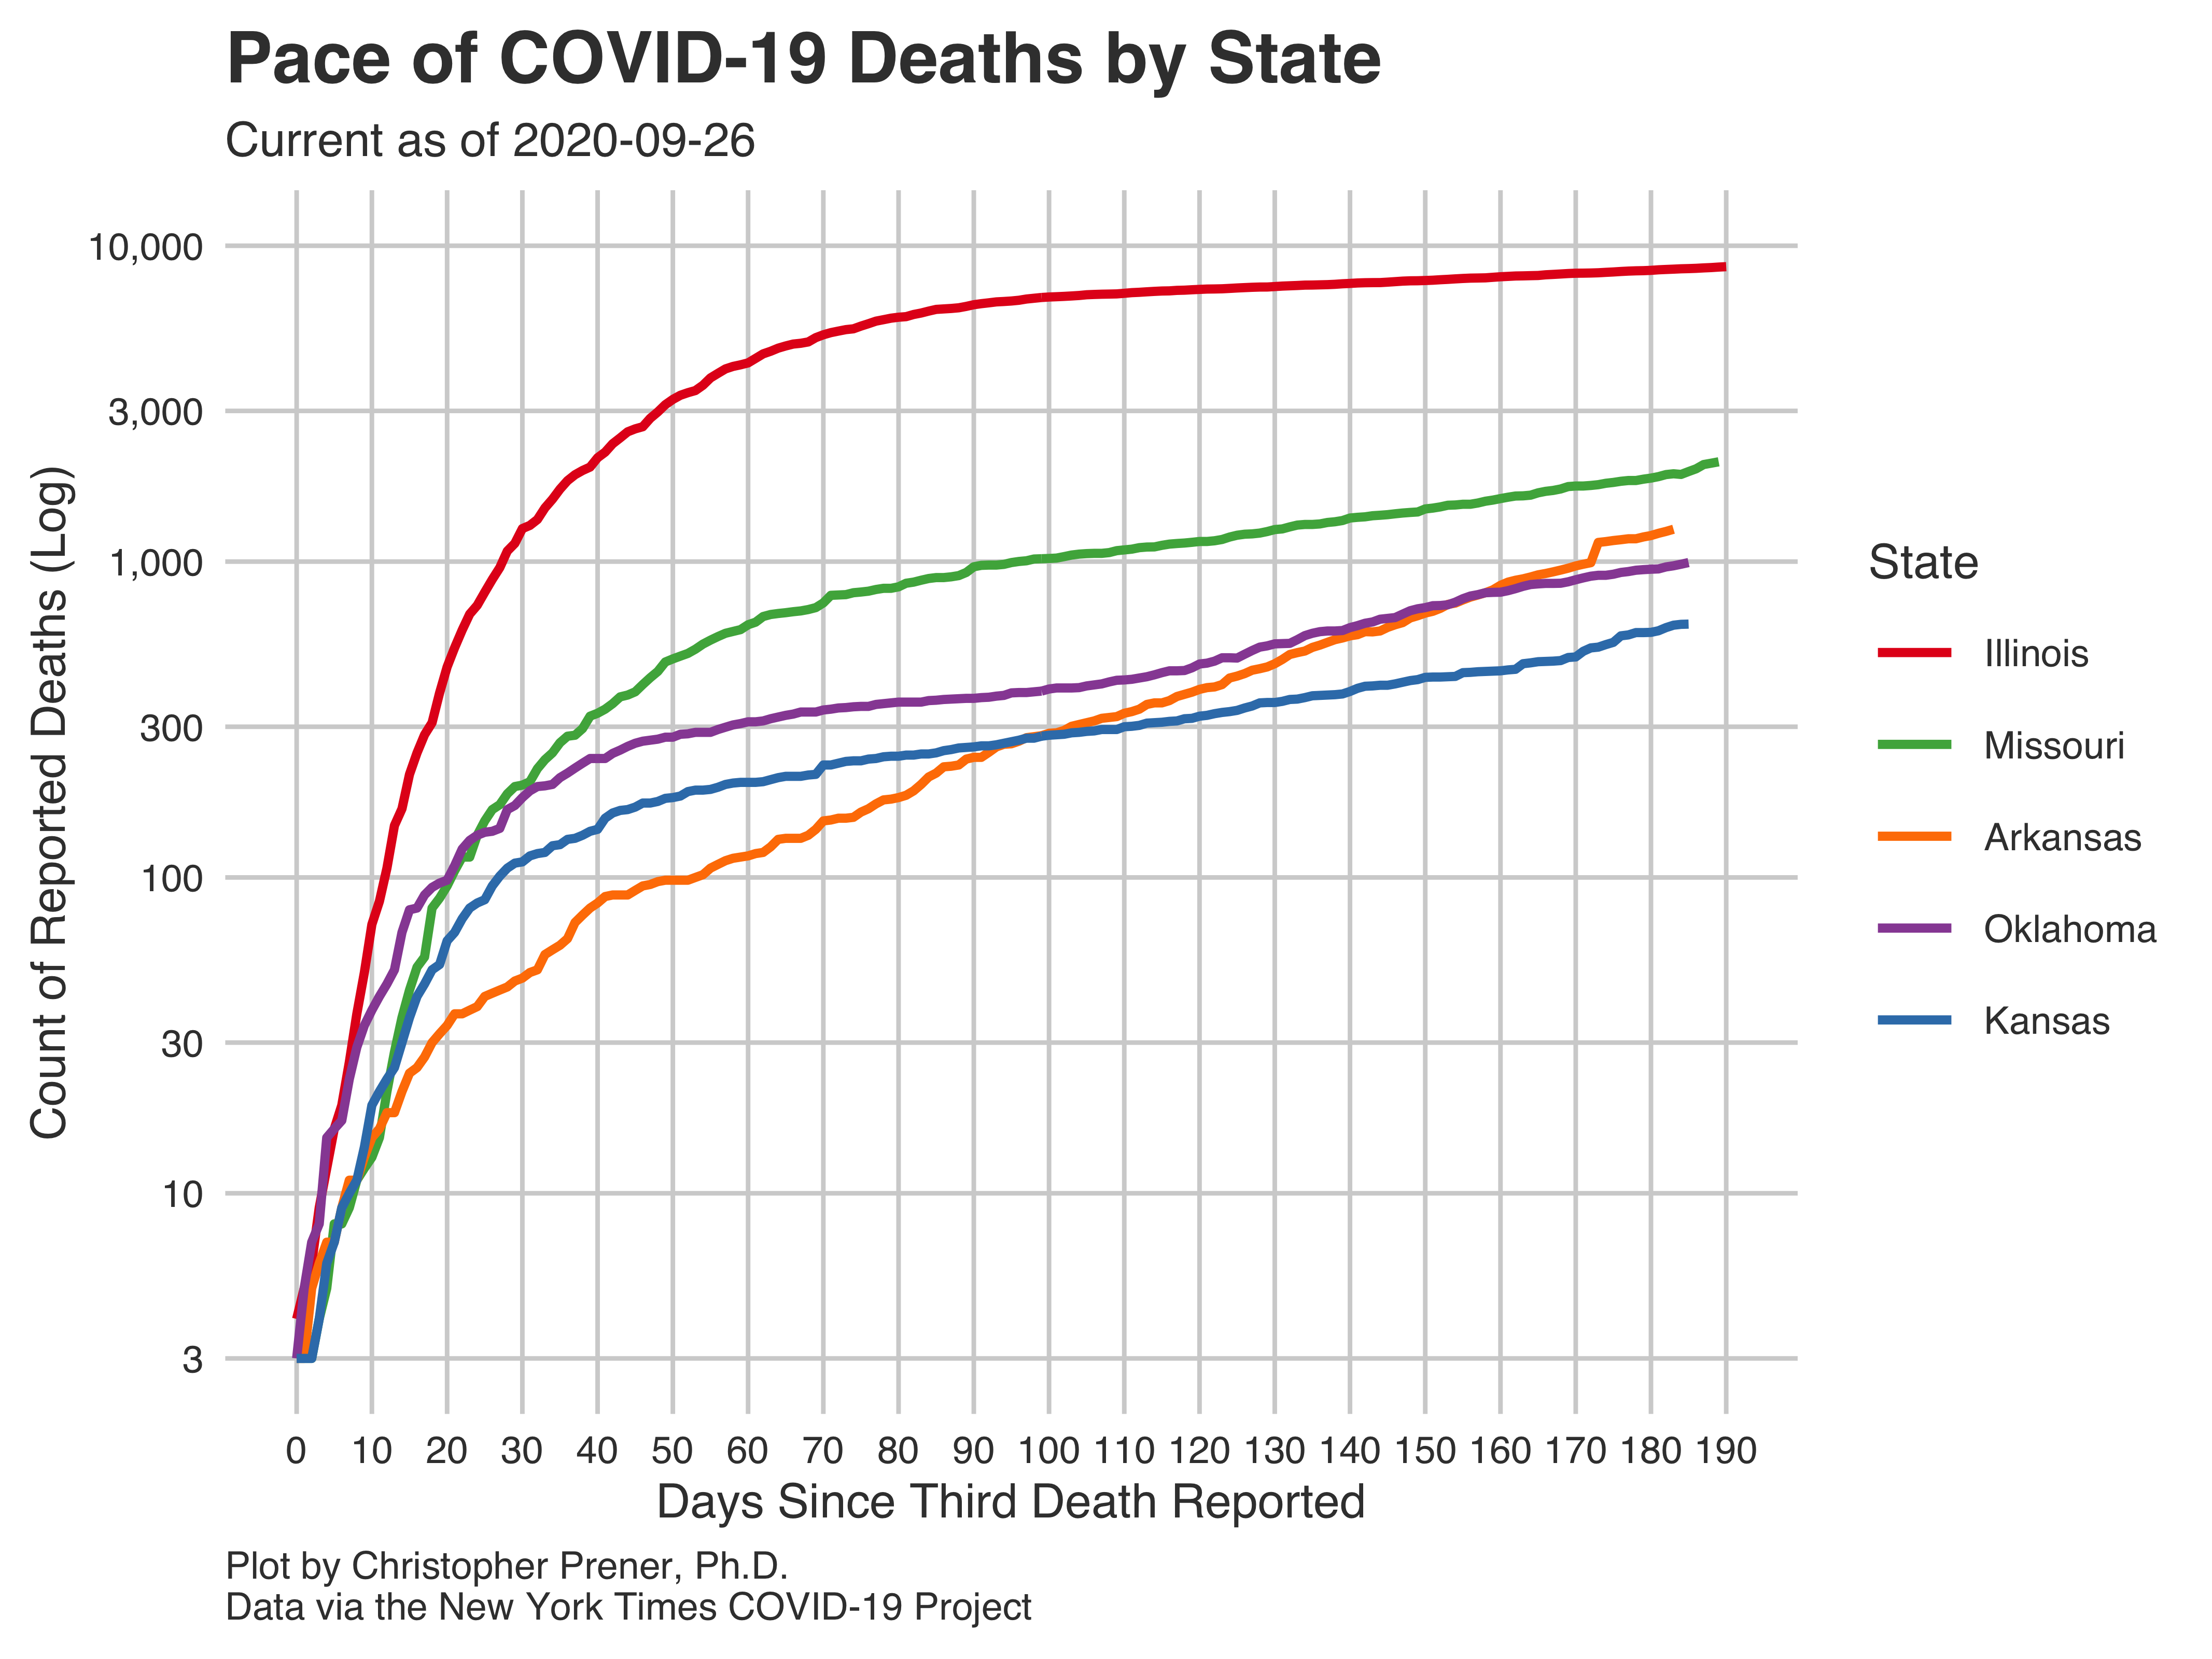 Pace of COVID-19 Deaths by State
Current as of 2020-09-26
Count of Reported Deaths (Log)
10,000
3,000
1,000
300
100
30
10
3
0 10 20 30 40 50 60 70 80 90 100 110 120 130 140 150 160 170 180 190
Days Since Third Death Reported
State
Illinois
Missouri
Arkansas
Oklahoma
Kansas
Plot by Christopher Prener, Ph.D.
Data via the New York Times COVID-19 Project